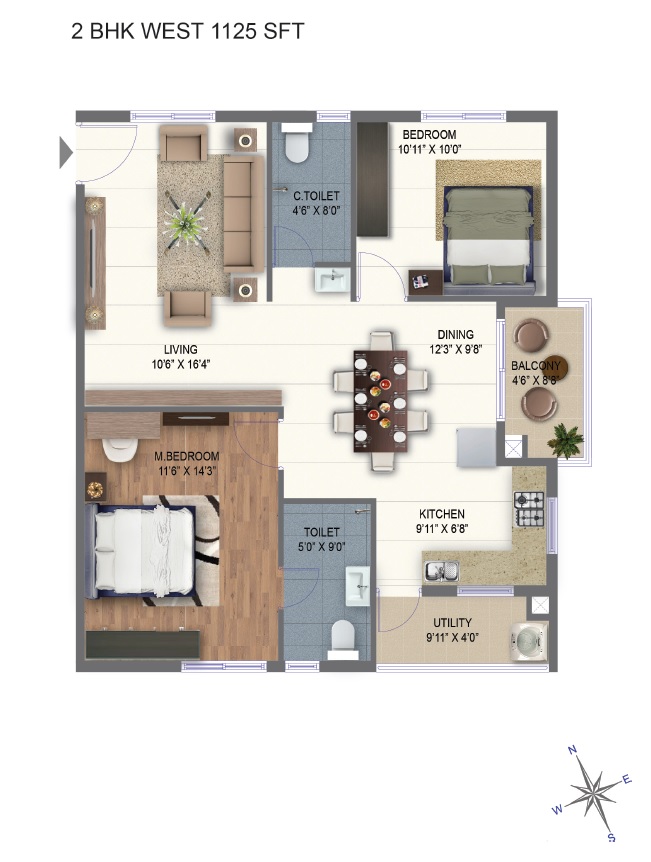 2 BHK WEST 1125 SFT
BEDROOM
10'11" X 10'0"
C.TOILET
4'6" X 8'0"
LIVING
10'6" X 16'4"
DINING
12'3" X 9'8"
BALCONY
4'6" X 8'8"
M.BEDROOM
11'6" X 14'3"
KITCHEN
9'11" X 6'8"
TOILET
5'0" X 9'0"
UTILITY
9'11" X 4'0"
N
E
W
S